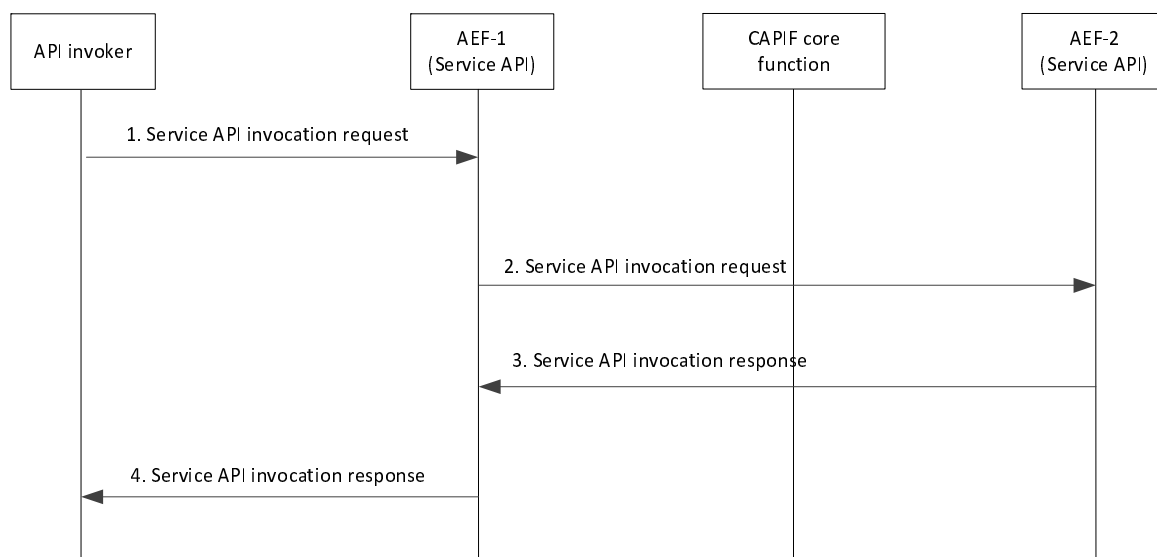 API invoker
AEF-1
(Service API)
CAPIF core
function
AEF-2
(Service API)
1. Service API invocation request
2. Service API invocation request
3. Service API invocation response
4. Service API invocation response